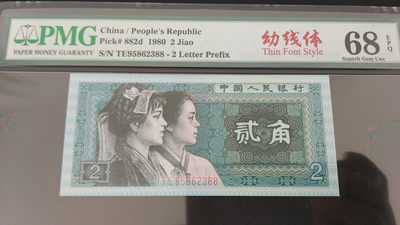 PMG
PAPER MONEY GUARANTY
China / People's Republic
Pick# 882d 1980 2 Jiao
S/N TE95862388 - 2 Letter Prefix
幼线体
Thin Font Style
68 EPQ
Superb Gem Unc
中国人民银行
贰角
2
2
TE95862388